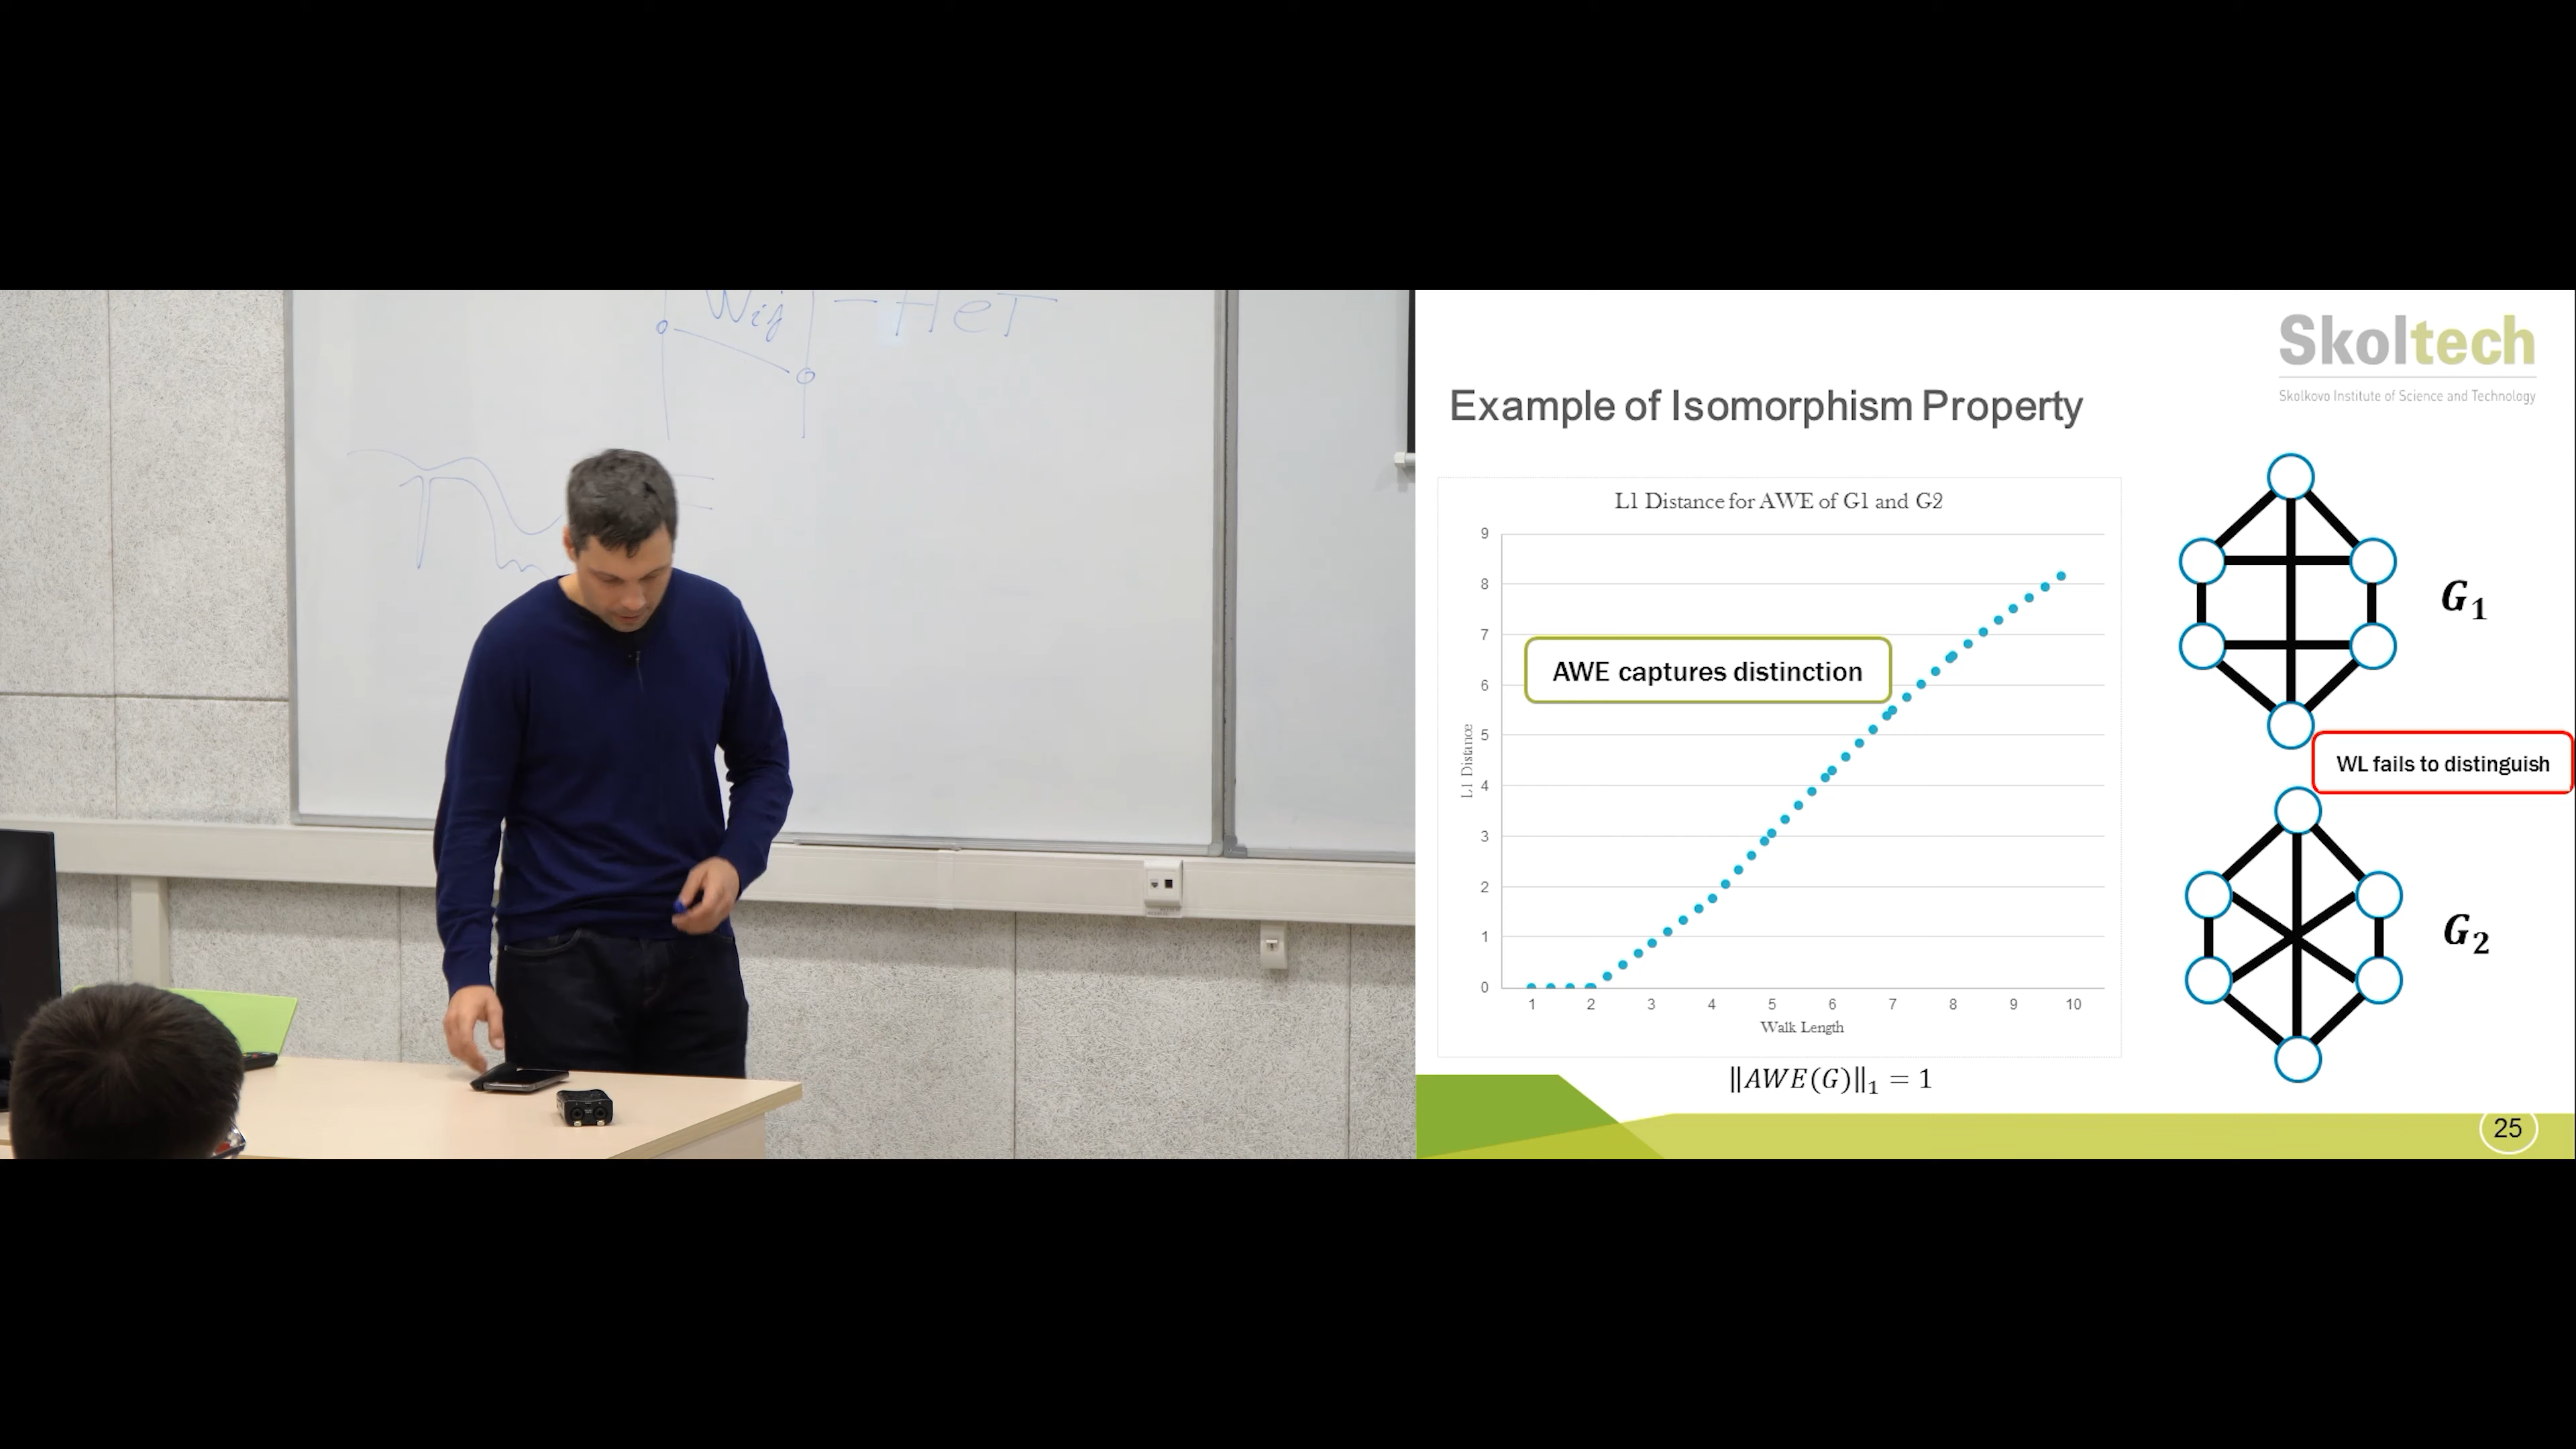 Wij - HeT
Skoltech
Skolkovo Institute of Science and Technology
Example of Isomorphism Property
L1 Distance for AWE of G1 and G2
9
8
7
6
5
4
3
2
1
0
L1 Distance
AWE captures distinction
1 2 3 4 5 6 7 8 9 10
Walk Length
‖AWE(G)‖₁ = 1
G₁
WL fails to distinguish
G₂
25